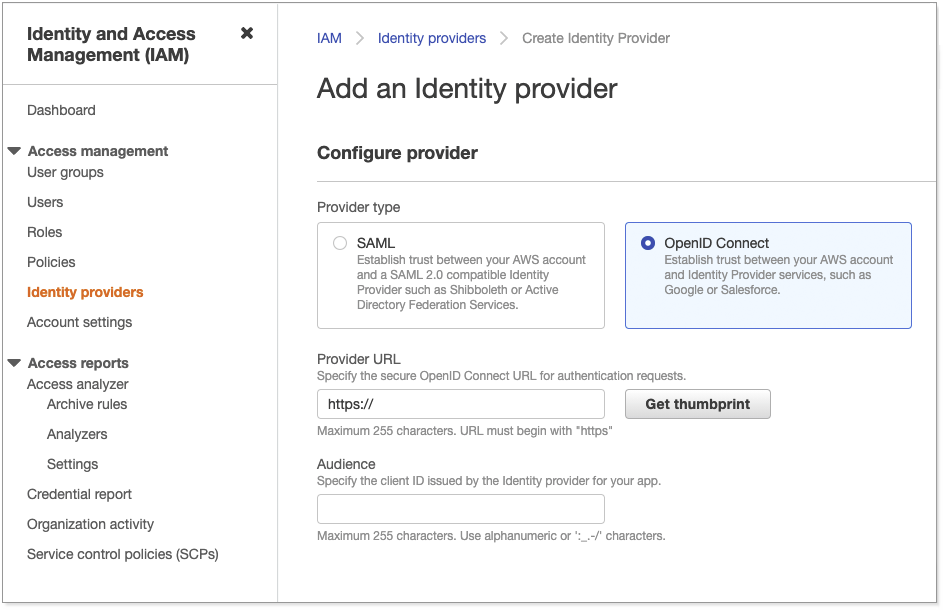 Identity and Access
Management (IAM)
Dashboard
Access management
User groups
Users
Roles
Policies
Identity providers
Account settings
Access reports
Access analyzer
Archive rules
Analyzers
Settings
Credential report
Organization activity
Service control policies (SCPs)
IAM > Identity providers > Create Identity Provider
Add an Identity provider
Configure provider
Provider type
SAML
Establish trust between your AWS account
and a SAML 2.0 compatible Identity
Provider such as Shibboleth or Active
Directory Federation Services.
OpenID Connect
Establish trust between your AWS account
and Identity Provider services, such as
Google or Salesforce.
Provider URL
Specify the secure OpenID Connect URL for authentication requests.
https://
Get thumbprint
Maximum 255 characters. URL must begin with "https"
Audience
Specify the client ID issued by the Identity provider for your app.
Maximum 255 characters. Use alphanumeric or ':_.-/' characters.